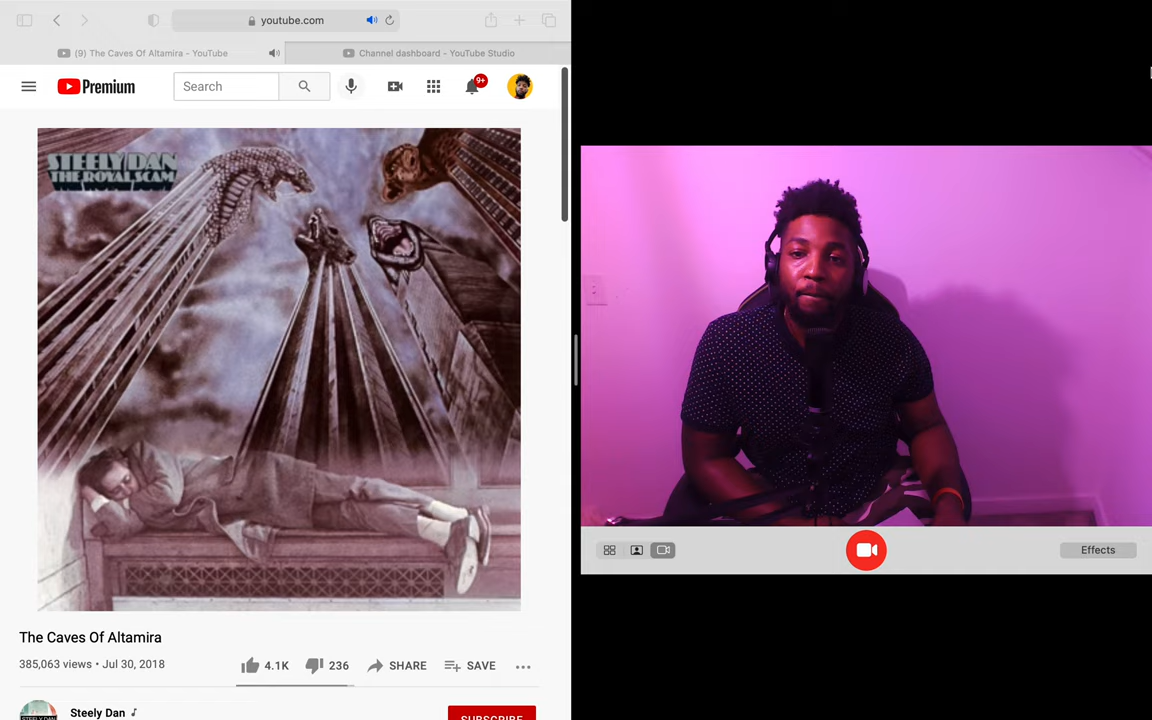 youtube.com
(9) The Caves Of Altamira - YouTube
Channel dashboard - YouTube Studio
Premium
Search
9+
STEELY DAN
THE ROYAL SCAM
The Caves Of Altamira
385,063 views • Jul 30, 2018
4.1K
236
SHARE
SAVE
Steely Dan
SUBSCRIBE
Effects